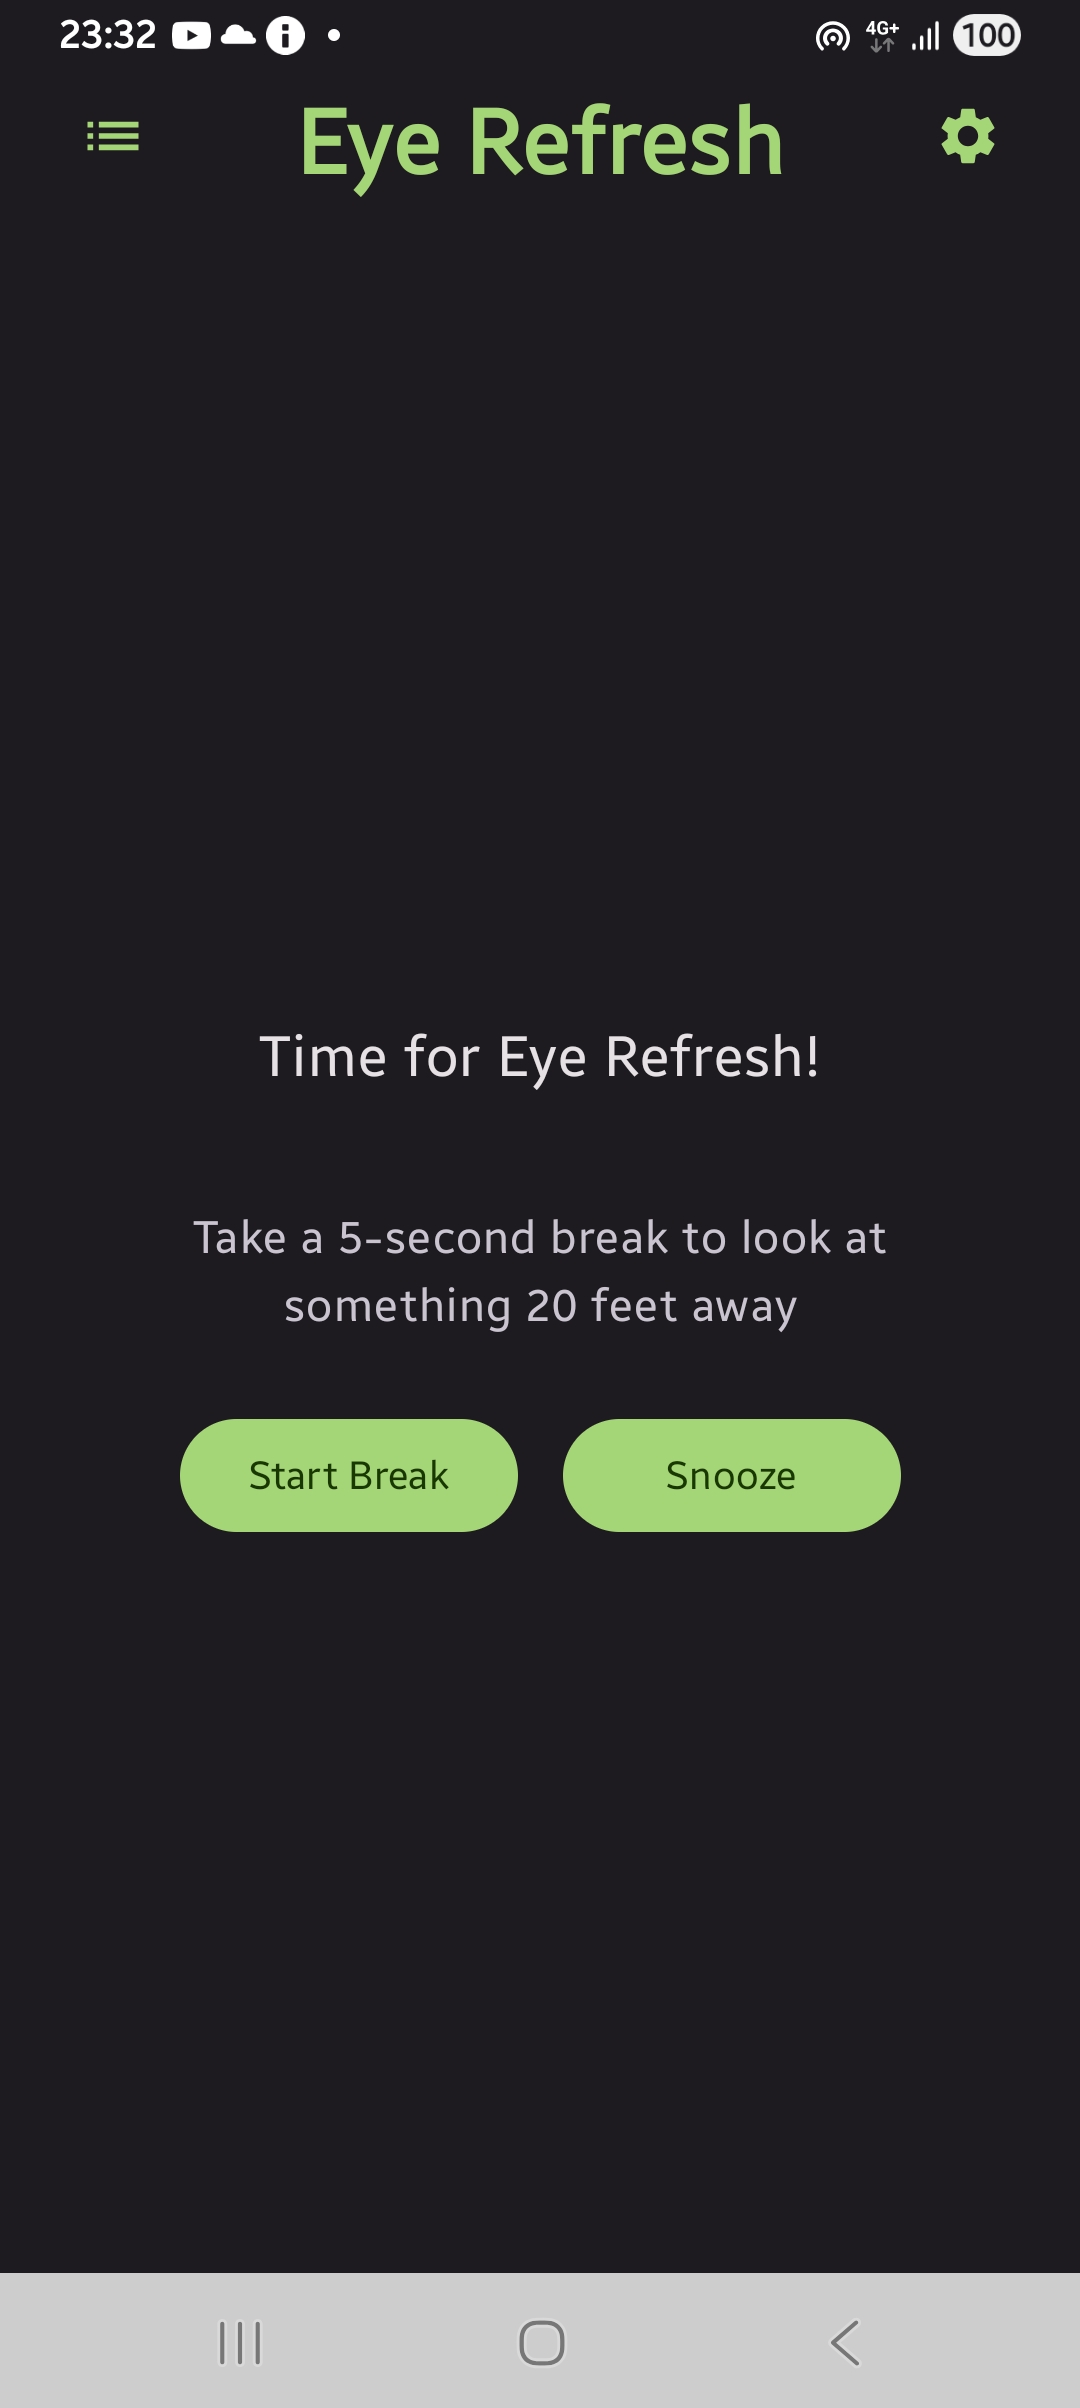 23:32
4G+
100
Eye Refresh
Time for Eye Refresh!
Take a 5-second break to look at
something 20 feet away
Start Break
Snooze